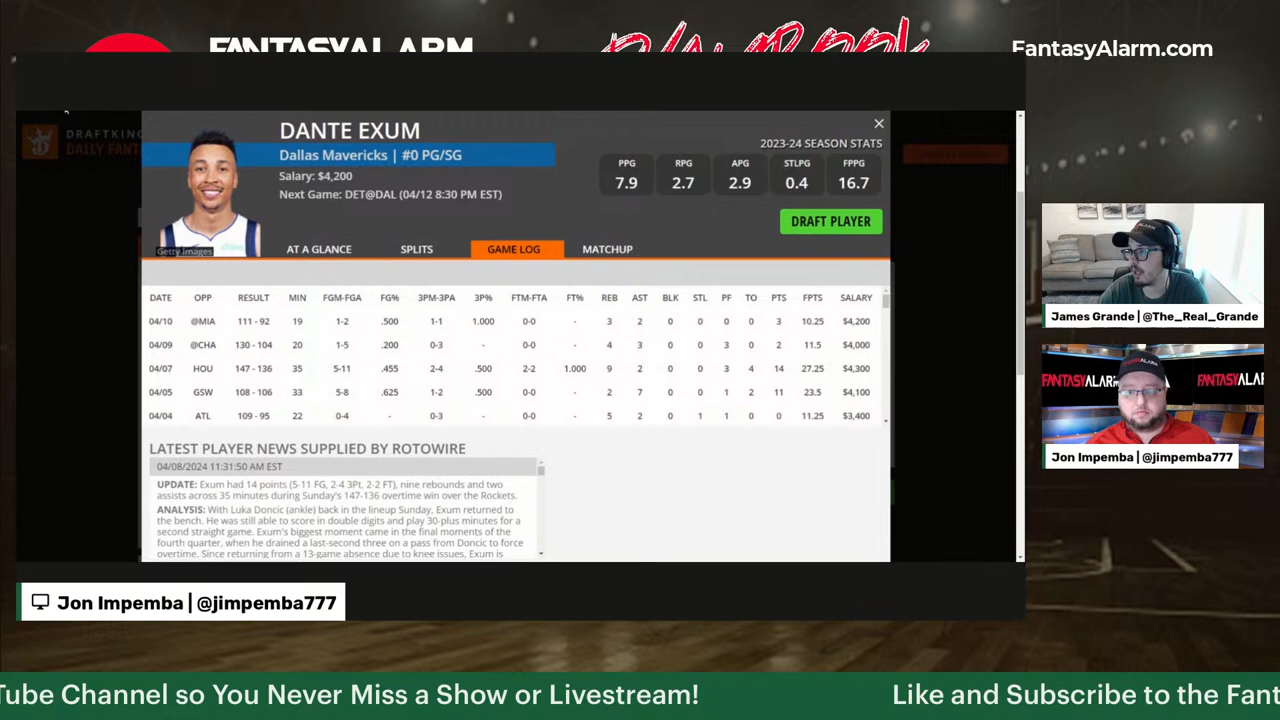 FANTASYALARM
PLAYBOOK
FantasyAlarm.com
DRAFTKIN
DAILY FANT
DANTE EXUM
Dallas Mavericks | #0 PG/SG
Salary: $4,200
Next Game: DET@DAL (04/12 8:30 PM EST)
2023-24 SEASON STATS
PPG RPG APG STLPG FPPG
7.9 2.7 2.9 0.4 16.7
DRAFT PLAYER
Getty Images
AT A GLANCE SPLITS GAME LOG MATCHUP
DATE OPP RESULT MIN FGM-FGA FG% 3PM-3PA 3P% FTM-FTA FT% REB AST BLK STL PF TO PTS FPTS SALARY
04/10 @MIA 111 - 92 19 1-2 .500 1-1 1.000 0-0 - 3 2 0 0 0 0 3 10.25 $4,200
04/09 @CHA 130 - 104 20 1-5 .200 0-3 - 0-0 - 4 3 0 0 3 0 2 11.5 $4,000
04/07 HOU 147 - 136 35 5-11 .455 2-4 .500 2-2 1.000 9 2 0 0 3 4 14 27.25 $4,300
04/05 GSW 108 - 106 33 5-8 .625 1-2 .500 0-0 - 2 7 0 0 1 2 11 23.5 $4,100
04/04 ATL 109 - 95 22 0-4 - 0-3 - 0-0 - 5 2 0 1 1 0 0 11.25 $3,400
LATEST PLAYER NEWS SUPPLIED BY ROTOWIRE
04/08/2024 11:31:50 AM EST
UPDATE: Exum had 14 points (5-11 FG, 2-4 3Pt, 2-2 FT), nine rebounds and two
assists across 35 minutes during Sunday's 147-136 overtime win over the Rockets.
ANALYSIS: With Luka Doncic (ankle) back in the lineup Sunday, Exum returned to
the bench. He was still able to score in double digits and play 30-plus minutes for a
second straight game. Exum's biggest moment came in the final moments of the
fourth quarter, when he drained a last-second three on a pass from Doncic to force
overtime. Since returning from a 13-game absence due to knee issues, Exum is
James Grande | @The_Real_Grande
FANTASYALARM
FANTASYALAR
Jon Impemba | @jimpemba777
Jon Impemba | @jimpemba777
Tube Channel so You Never Miss a Show or Livestream! Like and Subscribe to the Fant